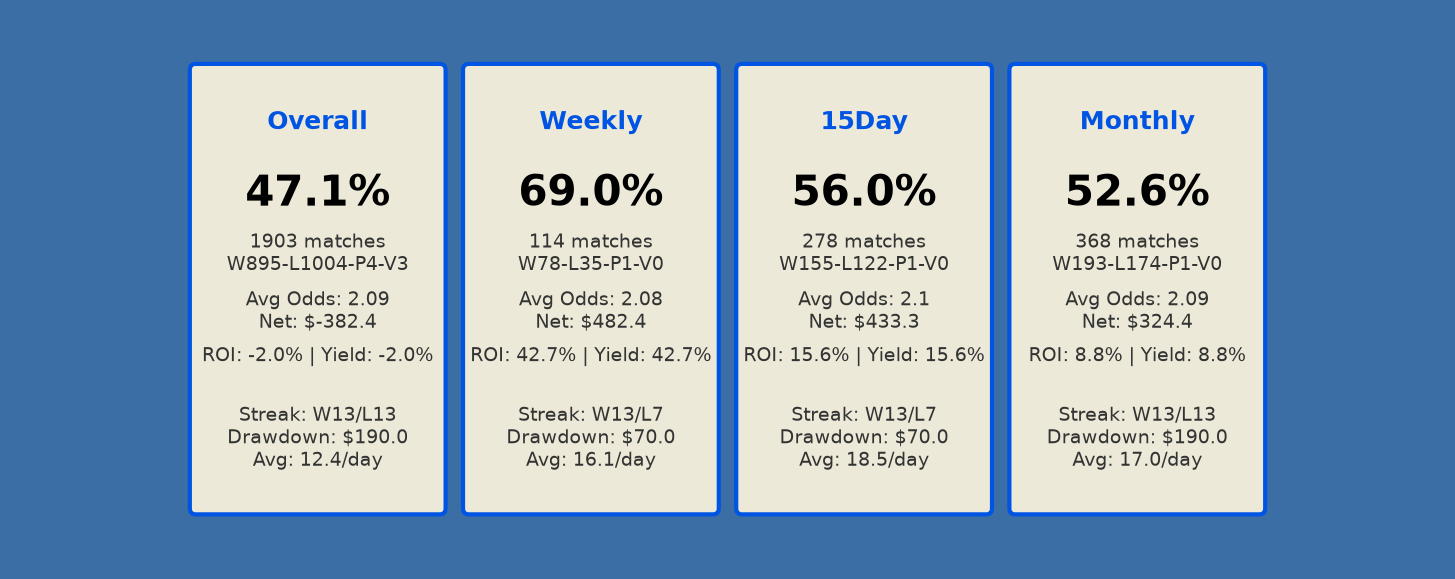 Overall
47.1%
1903 matches
W895-L1004-P4-V3
Avg Odds: 2.09
Net: $-382.4
ROI: -2.0% | Yield: -2.0%
Streak: W13/L13
Drawdown: $190.0
Avg: 12.4/day
Weekly
69.0%
114 matches
W78-L35-P1-V0
Avg Odds: 2.08
Net: $482.4
ROI: 42.7% | Yield: 42.7%
Streak: W13/L7
Drawdown: $70.0
Avg: 16.1/day
15Day
56.0%
278 matches
W155-L122-P1-V0
Avg Odds: 2.1
Net: $433.3
ROI: 15.6% | Yield: 15.6%
Streak: W13/L7
Drawdown: $70.0
Avg: 18.5/day
Monthly
52.6%
368 matches
W193-L174-P1-V0
Avg Odds: 2.09
Net: $324.4
ROI: 8.8% | Yield: 8.8%
Streak: W13/L13
Drawdown: $190.0
Avg: 17.0/day